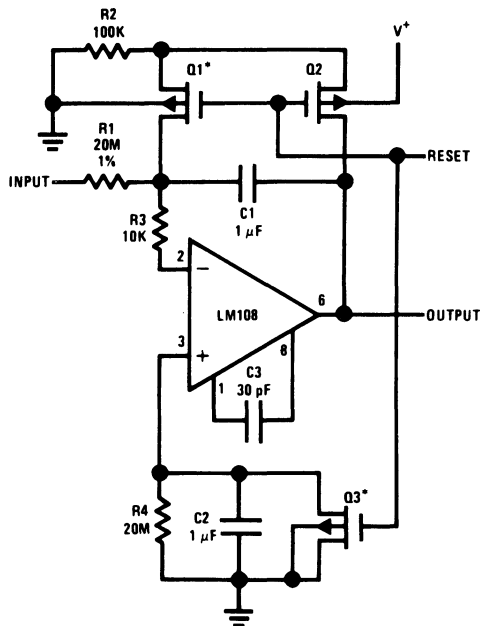 R2
100K
Q1*
Q2
V+
R1
20M
1%
RESET
INPUT
C1
1 μF
R3
10K
2
−
LM108
6
OUTPUT
3
+
8
1
C3
30 pF
R4
20M
C2
1 μF
Q3*